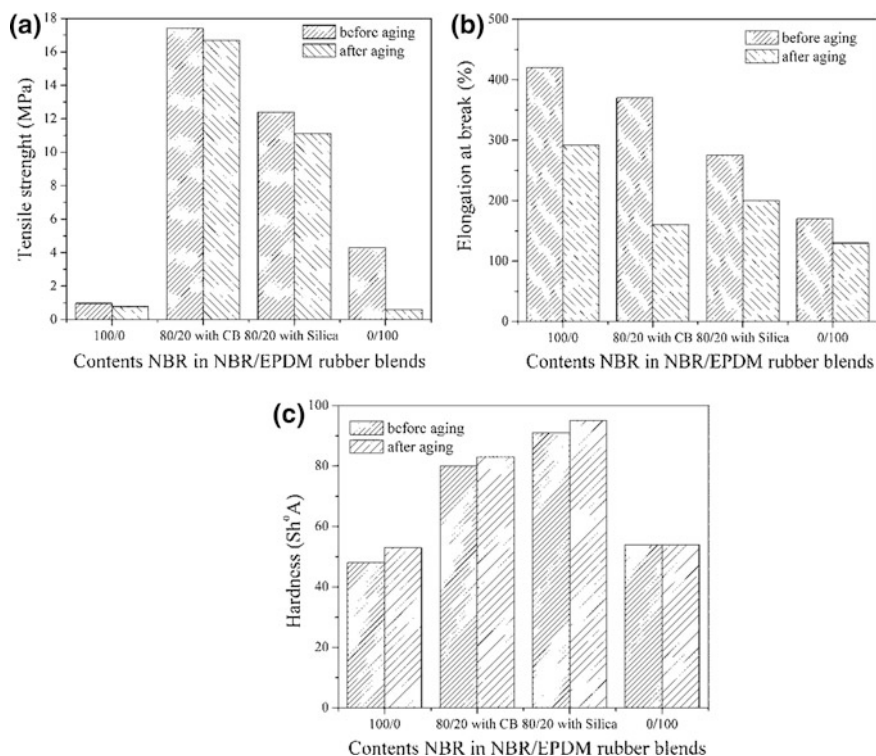 (a)
Tensile strenght (MPa)
18
16
14
12
10
8
6
4
2
0
before aging
after aging
100/0
80/20 with CB
80/20 with Silica
0/100
Contents NBR in NBR/EPDM rubber blends
(b)
Elongation at break (%)
500
400
300
200
100
0
before aging
after aging
100/0
80/20 with CB
80/20 with Silica
0/100
Contents NBR in NBR/EPDM rubber blends
(c)
Hardness (Sh°A)
100
80
60
40
20
0
before aging
after aging
100/0
80/20 with CB
80/20 with Silica
0/100
Contents NBR in NBR/EPDM rubber blends